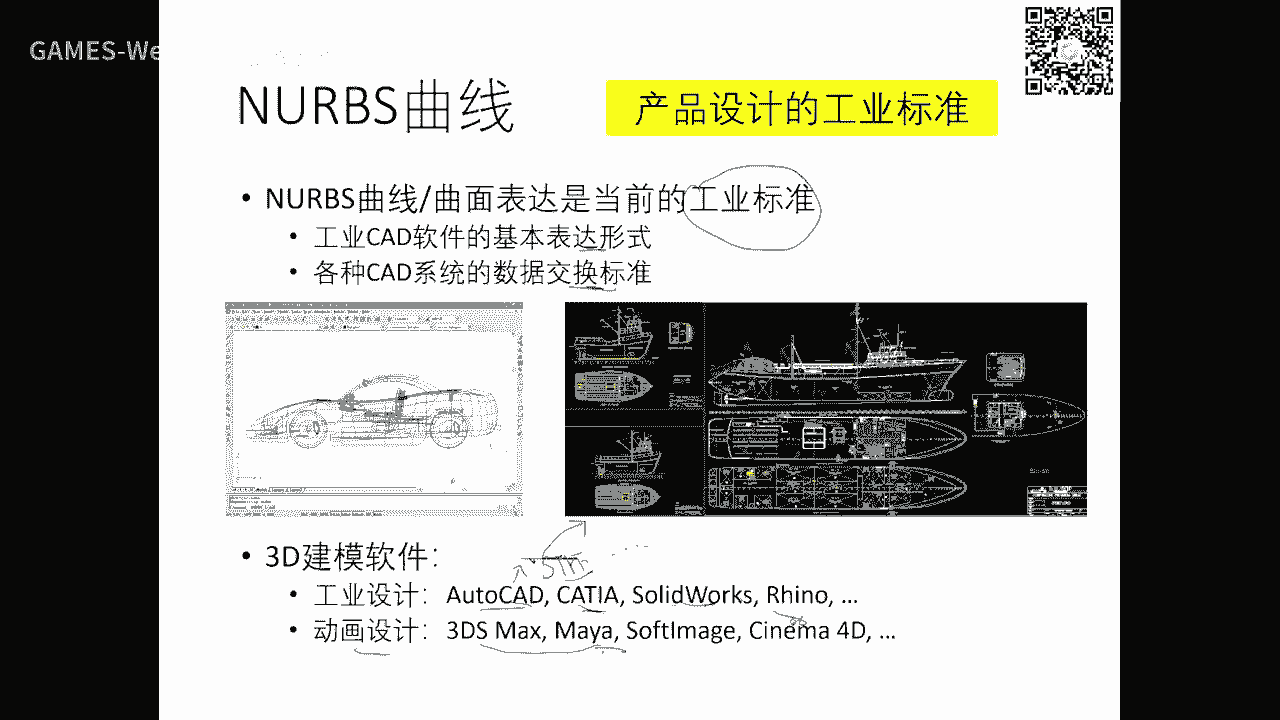 GAMES-We
NURBS曲线
产品设计的工业标准
• NURBS曲线/曲面表达是当前的工业标准
• 工业CAD软件的基本表达形式
• 各种CAD系统的数据交换标准
• 3D建模软件：
• 工业设计：AutoCAD, CATIA, SolidWorks, Rhino, …
• 动画设计：3DS Max, Maya, SoftImage, Cinema 4D, …